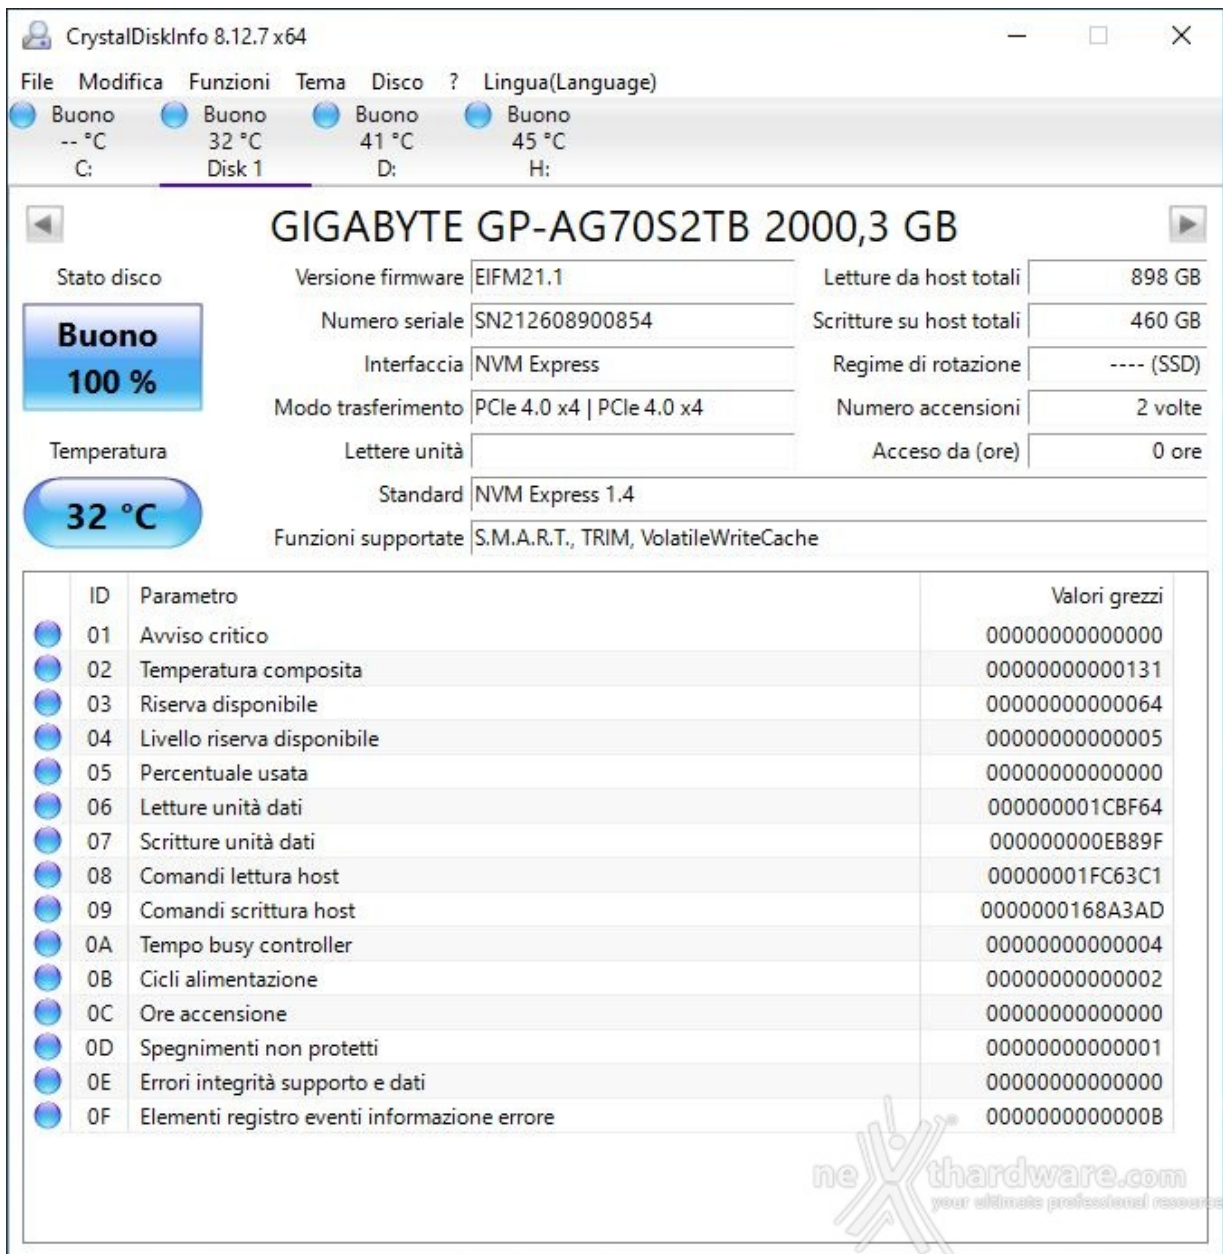 CrystalDiskInfo 8.12.7 x64
File Modifica Funzioni Tema Disco ? Lingua(Language)
Buono Buono Buono Buono
-- °C 32 °C 41 °C 45 °C
C: Disk 1 D: H:
GIGABYTE GP-AG70S2TB 2000,3 GB
Stato disco
Buono
100 %
Temperatura
32 °C
Versione firmware EIFM21.1
Numero seriale SN212608900854
Interfaccia NVM Express
Modo trasferimento PCIe 4.0 x4 | PCIe 4.0 x4
Lettere unità
Standard NVM Express 1.4
Funzioni supportate S.M.A.R.T., TRIM, VolatileWriteCache
Letture da host totali 898 GB
Scritture su host totali 460 GB
Regime di rotazione ---- (SSD)
Numero accensioni 2 volte
Acceso da (ore) 0 ore
ID Parametro Valori grezzi
01 Avviso critico 00000000000000
02 Temperatura composita 00000000000131
03 Riserva disponibile 00000000000064
04 Livello riserva disponibile 00000000000005
05 Percentuale usata 00000000000000
06 Letture unità dati 000000001CBF64
07 Scritture unità dati 000000000EB89F
08 Comandi lettura host 00000001FC63C1
09 Comandi scrittura host 0000000168A3AD
0A Tempo busy controller 00000000000004
0B Cicli alimentazione 00000000000002
0C Ore accensione 00000000000000
0D Spegnimenti non protetti 00000000000001
0E Errori integrità supporto e dati 00000000000000
0F Elementi registro eventi informazione errore 0000000000000B
nexthardware.com
your ultimate professional resource